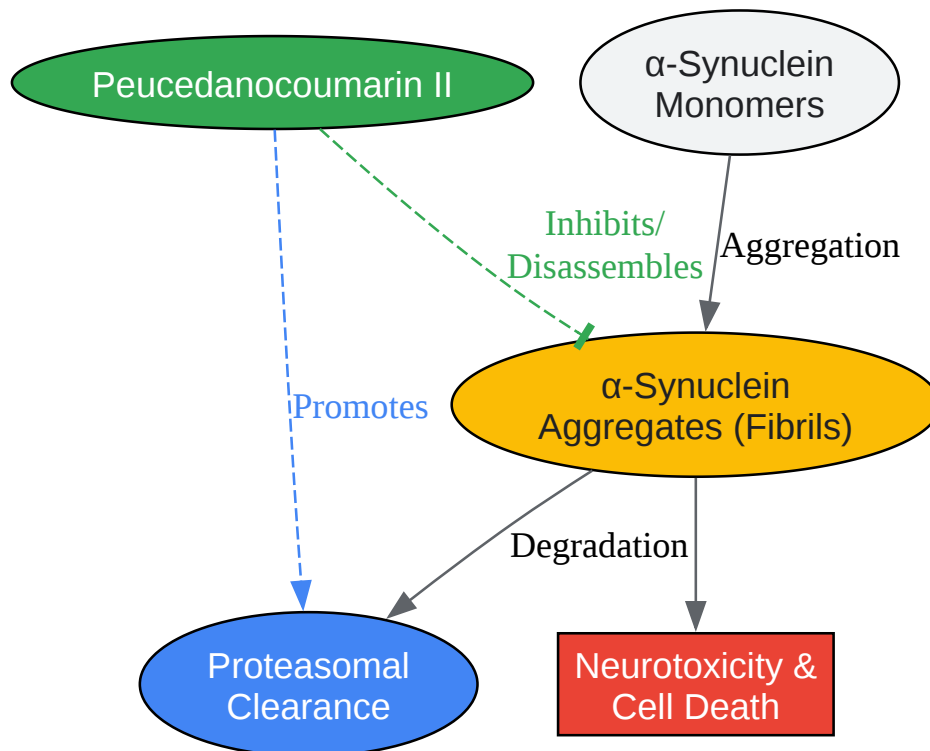 Peucedanocoumarin II
α-Synuclein
Monomers
Inhibits/
Disassembles
Aggregation
α-Synuclein
Aggregates (Fibrils)
Promotes
Degradation
Proteasomal
Clearance
Neurotoxicity &
Cell Death